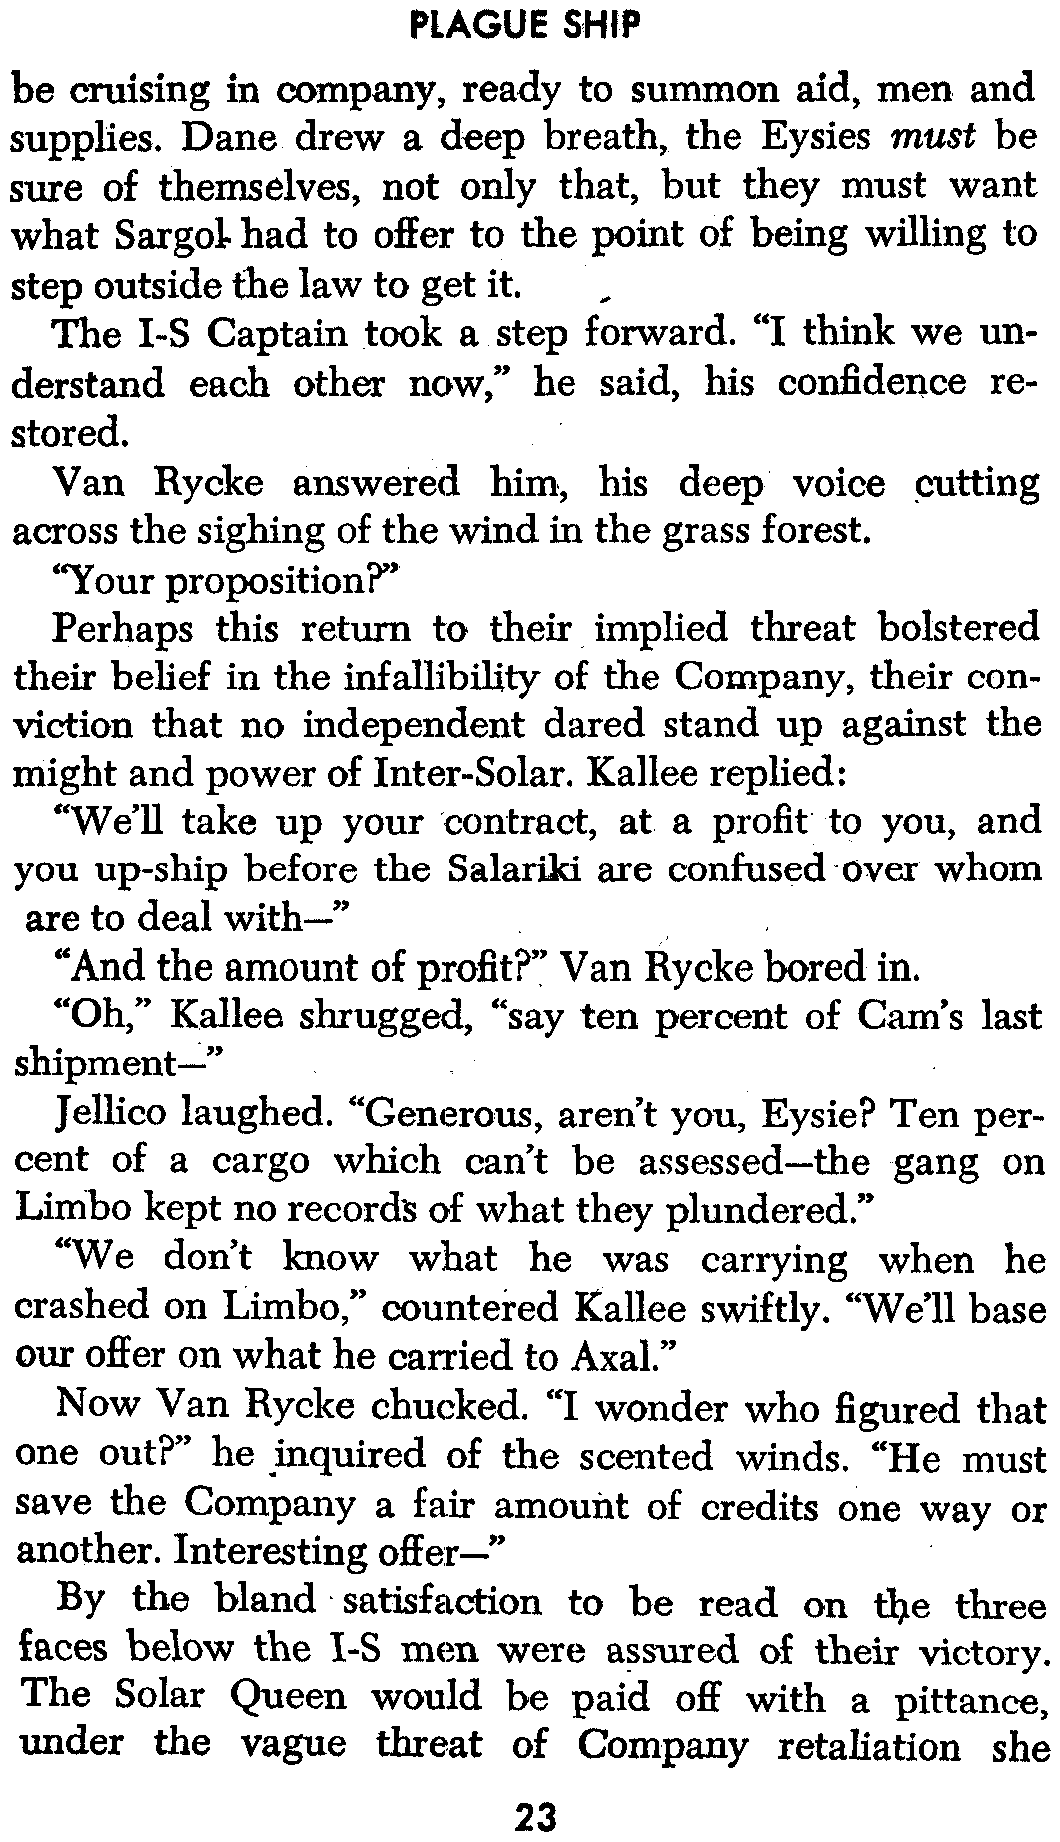 PLAGUE SHIP
be cruising in company, ready to summon aid, men and
supplies. Dane drew a deep breath, the Eysies must be
sure of themselves, not only that, but they must want
what Sargol had to offer to the point of being willing to
step outside the law to get it.
The I-S Captain took a step forward. “I think we un-
derstand each other now,” he said, his confidence re-
stored.
Van Rycke answered him, his deep voice cutting
across the sighing of the wind in the grass forest.
“Your proposition?”
Perhaps this return to their implied threat bolstered
their belief in the infallibility of the Company, their con-
viction that no independent dared stand up against the
might and power of Inter-Solar. Kallee replied:
“We’ll take up your contract, at a profit to you, and
you up-ship before the Salariki are confused over whom
are to deal with—”
“And the amount of profit?” Van Rycke bored in.
“Oh,” Kallee shrugged, “say ten percent of Cam’s last
shipment—”
Jellico laughed. “Generous, aren’t you, Eysie? Ten per-
cent of a cargo which can’t be assessed—the gang on
Limbo kept no records of what they plundered.”
“We don’t know what he was carrying when he
crashed on Limbo,” countered Kallee swiftly. “We’ll base
our offer on what he carried to Axal.”
Now Van Rycke chucked. “I wonder who figured that
one out?” he inquired of the scented winds. “He must
save the Company a fair amount of credits one way or
another. Interesting offer—”
By the bland satisfaction to be read on the three
faces below the I-S men were assured of their victory.
The Solar Queen would be paid off with a pittance,
under the vague threat of Company retaliation she
23